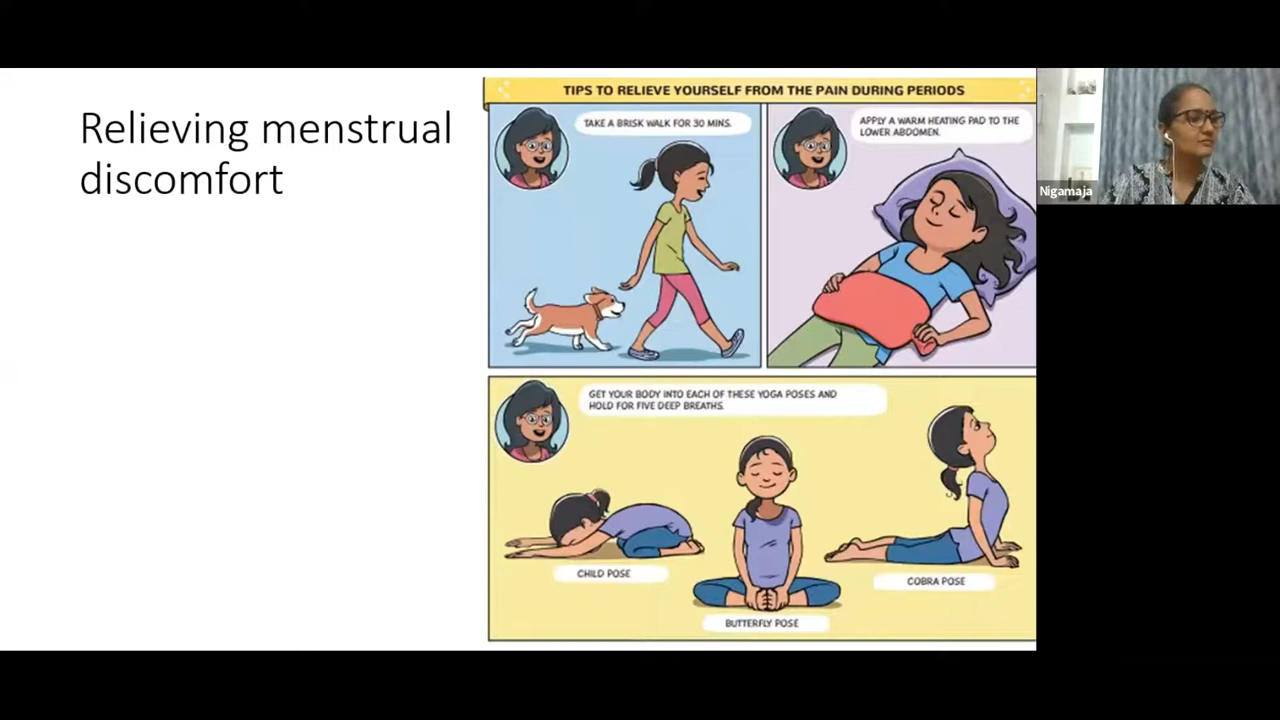 Relieving menstrual
discomfort
TIPS TO RELIEVE YOURSELF FROM THE PAIN DURING PERIODS
TAKE A BRISK WALK FOR 30 MINS.
APPLY A WARM HEATING PAD TO THE
LOWER ABDOMEN.
GET YOUR BODY INTO EACH OF THESE YOGA POSES AND
HOLD FOR FIVE DEEP BREATHS.
CHILD POSE
BUTTERFLY POSE
COBRA POSE
Nigamaja